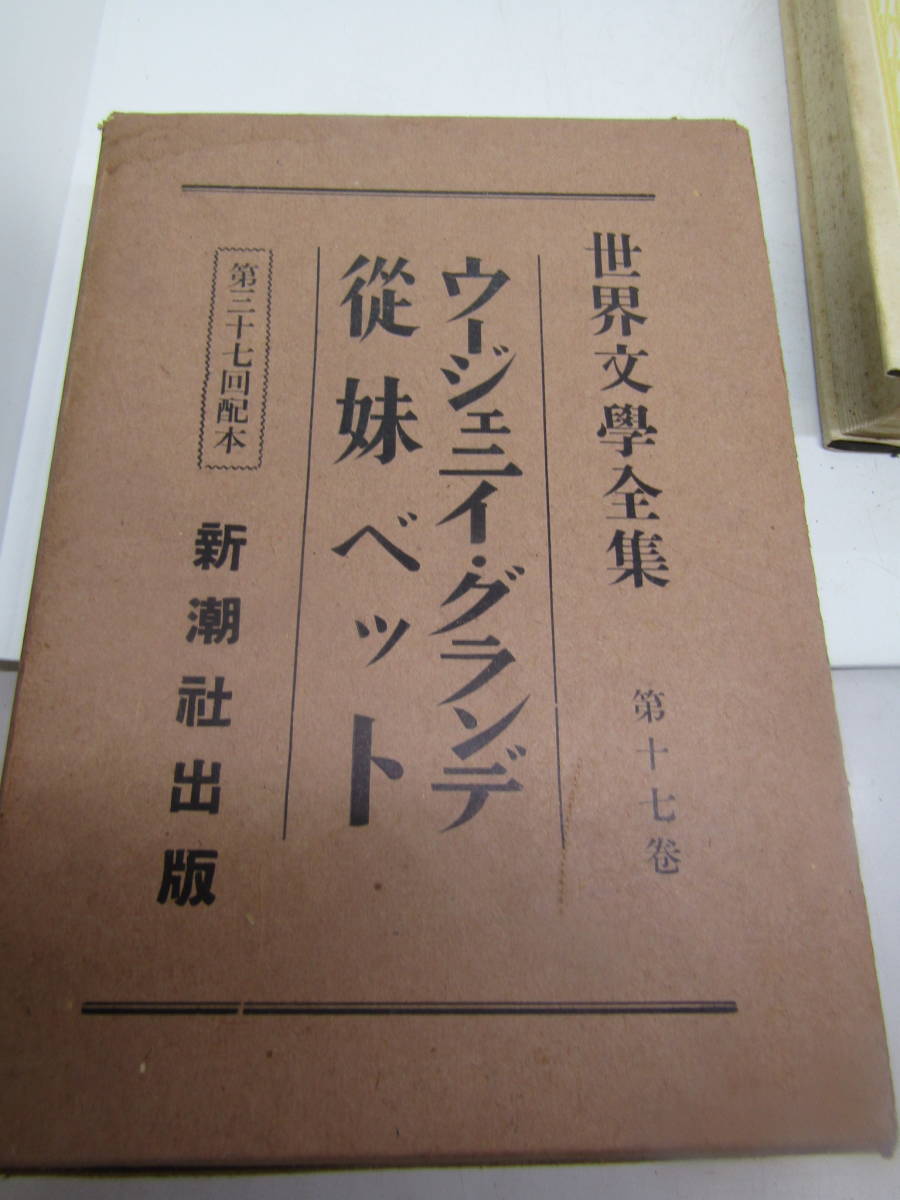 世界文學全集 第十七卷
ウージェニイ・グランデ
從妹ベット
第三十七回配本
新潮社出版